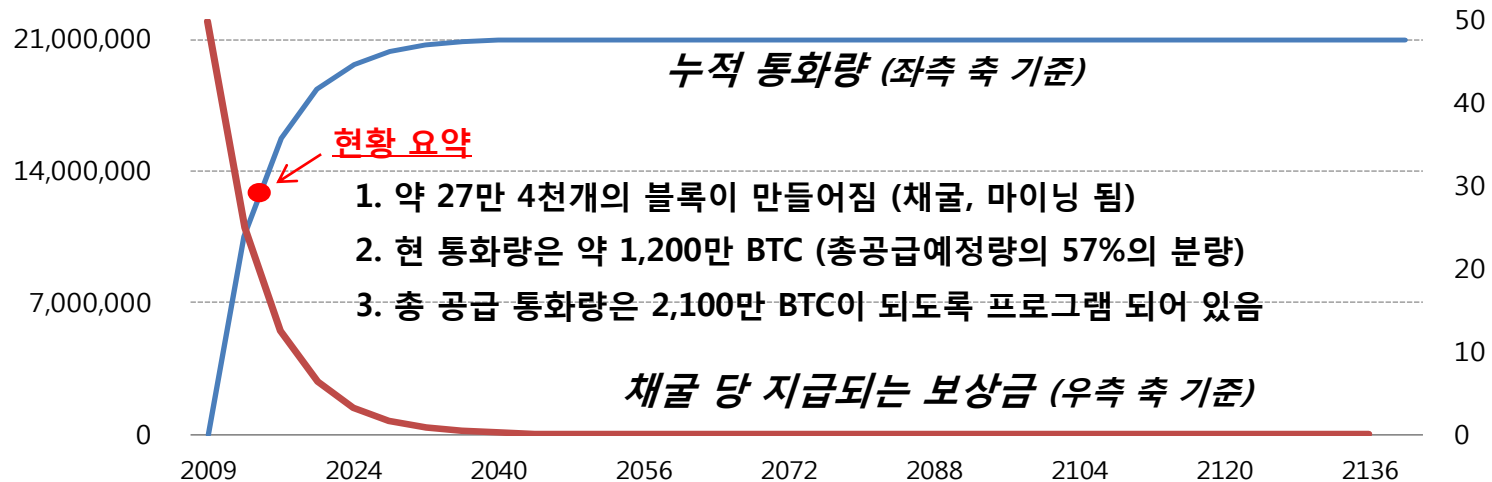 21,000,000
14,000,000
7,000,000
0
50
40
30
20
10
0
누적 통화량 (좌측 축 기준)
현황 요약
1. 약 27만 4천개의 블록이 만들어짐 (채굴, 마이닝 됨)
2. 현 통화량은 약 1,200만 BTC (총공급예정량의 57%의 분량)
3. 총 공급 통화량은 2,100만 BTC이 되도록 프로그램 되어 있음
채굴 당 지급되는 보상금 (우측 축 기준)
2009 2024 2040 2056 2072 2088 2104 2120 2136